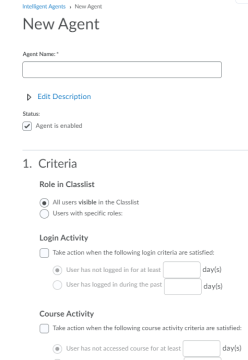 Intelligent Agents › New Agent
New Agent
Agent Name: *
Edit Description
Status:
Agent is enabled
1. Criteria
Role in Classlist
All users visible in the Classlist
Users with specific roles:
Login Activity
Take action when the following login criteria are satisfied:
User has not logged in for at least day(s)
User has logged in during the past day(s)
Course Activity
Take action when the following course activity criteria are satisfied:
User has not accessed course for at least day(s)